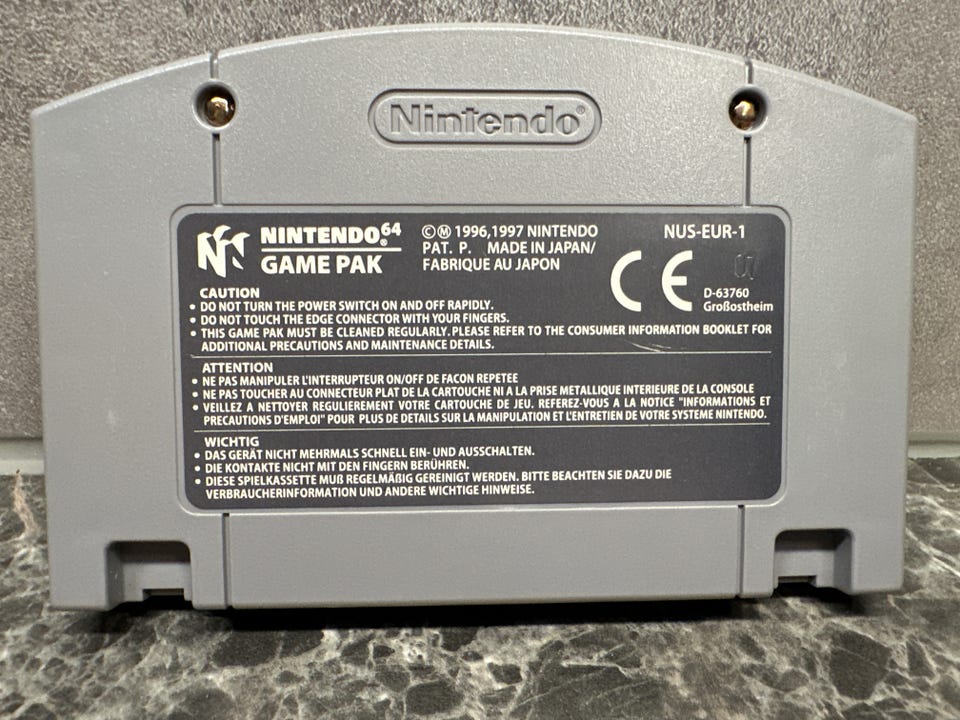 Nintendo®
NINTENDO®64
GAME PAK
©Ⓜ 1996,1997 NINTENDO
PAT. P. MADE IN JAPAN/
FABRIQUE AU JAPON
NUS-EUR-1
CE
07
D-63760
Großostheim
CAUTION
• DO NOT TURN THE POWER SWITCH ON AND OFF RAPIDLY.
• DO NOT TOUCH THE EDGE CONNECTOR WITH YOUR FINGERS.
• THIS GAME PAK MUST BE CLEANED REGULARLY. PLEASE REFER TO THE CONSUMER INFORMATION BOOKLET FOR
ADDITIONAL PRECAUTIONS AND MAINTENANCE DETAILS.
ATTENTION
• NE PAS MANIPULER L'INTERRUPTEUR ON/OFF DE FACON REPETEE
• NE PAS TOUCHER AU CONNECTEUR PLAT DE LA CARTOUCHE NI A LA PRISE METALLIQUE INTERIEURE DE LA CONSOLE
• VEILLEZ A NETTOYER REGULIEREMENT VOTRE CARTOUCHE DE JEU. REFEREZ-VOUS A LA NOTICE "INFORMATIONS ET
PRECAUTIONS D'EMPLOI" POUR PLUS DE DETAILS SUR LA MANIPULATION ET L'ENTRETIEN DE VOTRE SYSTEME NINTENDO.
WICHTIG
• DAS GERÄT NICHT MEHRMALS SCHNELL EIN- UND AUSSCHALTEN.
• DIE KONTAKTE NICHT MIT DEN FINGERN BERÜHREN.
• DIESE SPIELKASSETTE MUß REGELMÄßIG GEREINIGT WERDEN. BITTE BEACHTEN SIE DAZU DIE
VERBRAUCHERINFORMATION UND ANDERE WICHTIGE HINWEISE.